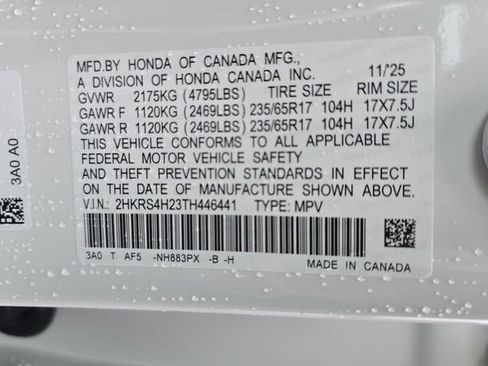 MFD.BY HONDA OF CANADA MFG.,
A DIVISION OF HONDA CANADA INC. 11/'25
GVWR 2175KG (4795LBS) TIRE SIZE RIM SIZE
GAWR F 1120KG (2469LBS) 235/65R17 104H 17X7.5J
GAWR R 1120KG (2469LBS) 235/65R17 104H 17X7.5J
THIS VEHICLE CONFORMS TO ALL APPLICABLE
FEDERAL MOTOR VEHICLE SAFETY
AND THEFT PREVENTION STANDARDS IN EFFECT
ON THE DATE OF MANUFACTURE SHOWN ABOVE.
V.I.N.: 2HKRS4H23TH446441 TYPE: MPV
3A0 T AF5 -NH883PX -B -H
MADE IN CANADA
3A0 A0